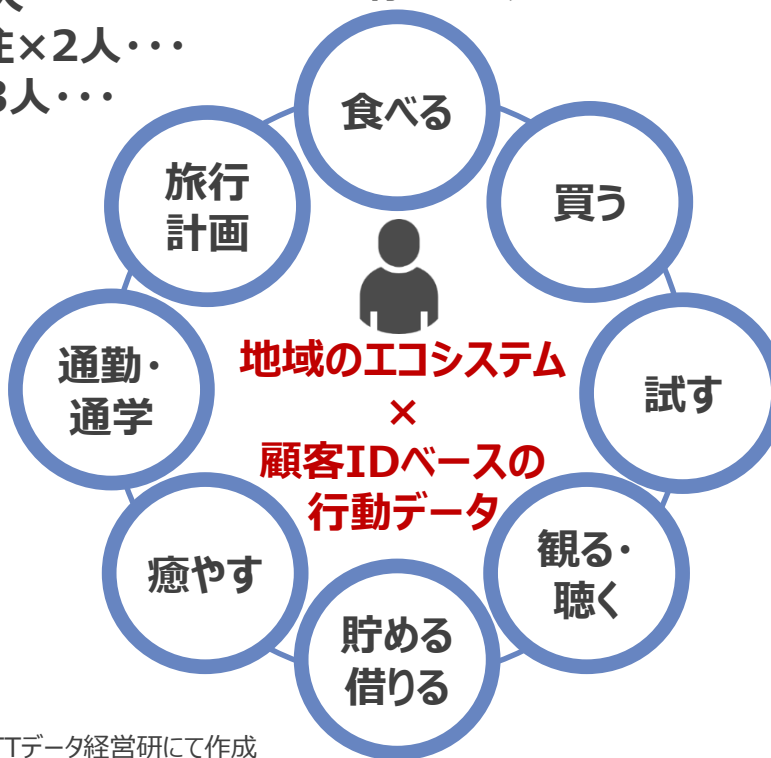 ×2人・・・
3人・・・
食べる
旅行
計画
買う
通勤・
通学
地域のエコシステム
×
顧客IDベースの
行動データ
試す
癒やす
観る・
聴く
貯める
借りる
Tデータ経営研にて作成